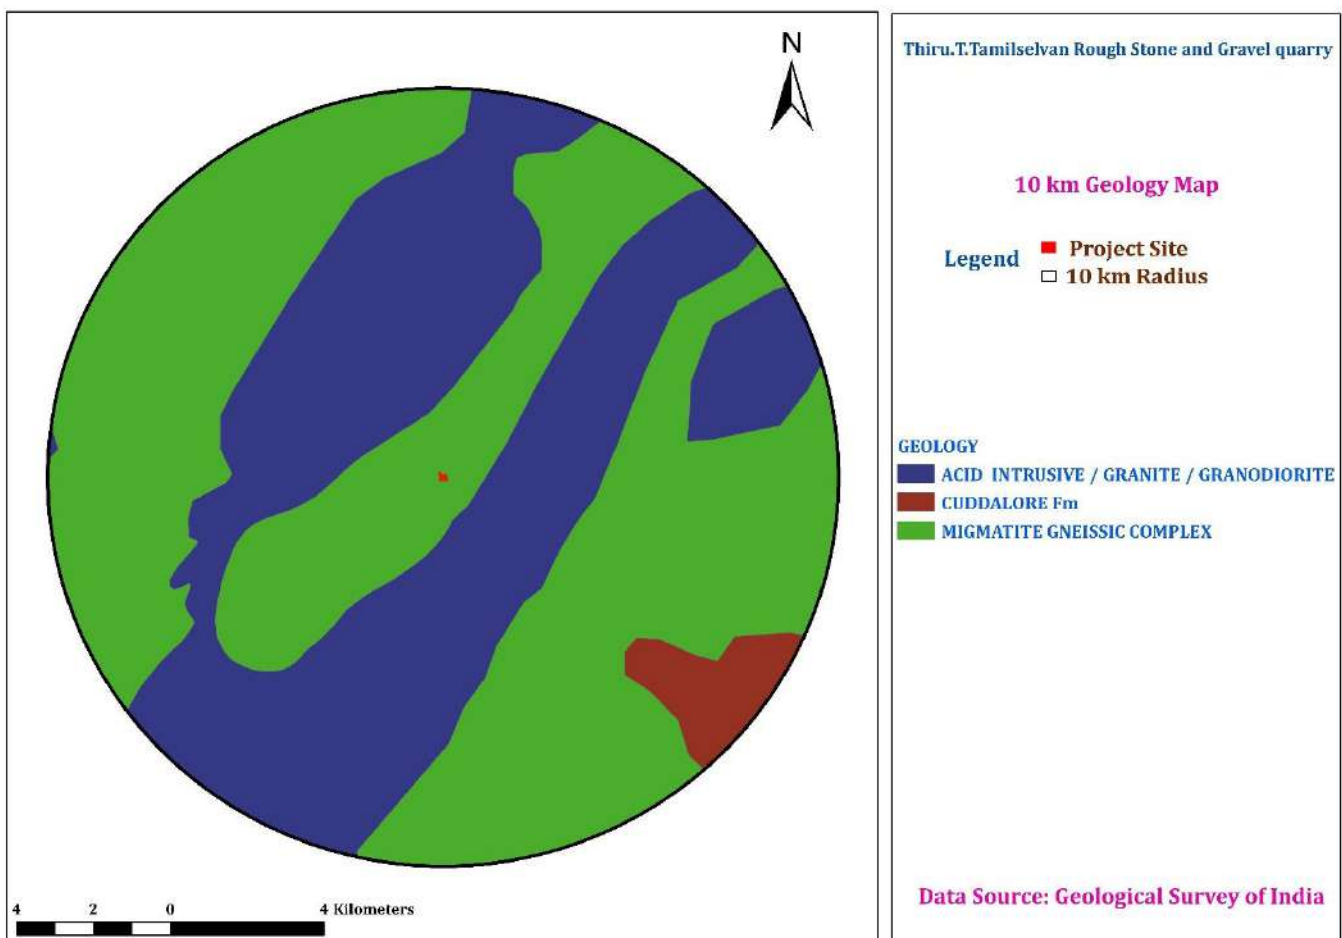 N
Thiru.T.Tamilselvan Rough Stone and Gravel quarry
10 km Geology Map
Legend
Project Site
10 km Radius
GEOLOGY
ACID INTRUSIVE / GRANITE / GRANODIORITE
CUDDALORE Fm
MIGMATITE GNEISSIC COMPLEX
4 2 0 4 Kilometers
Data Source: Geological Survey of India